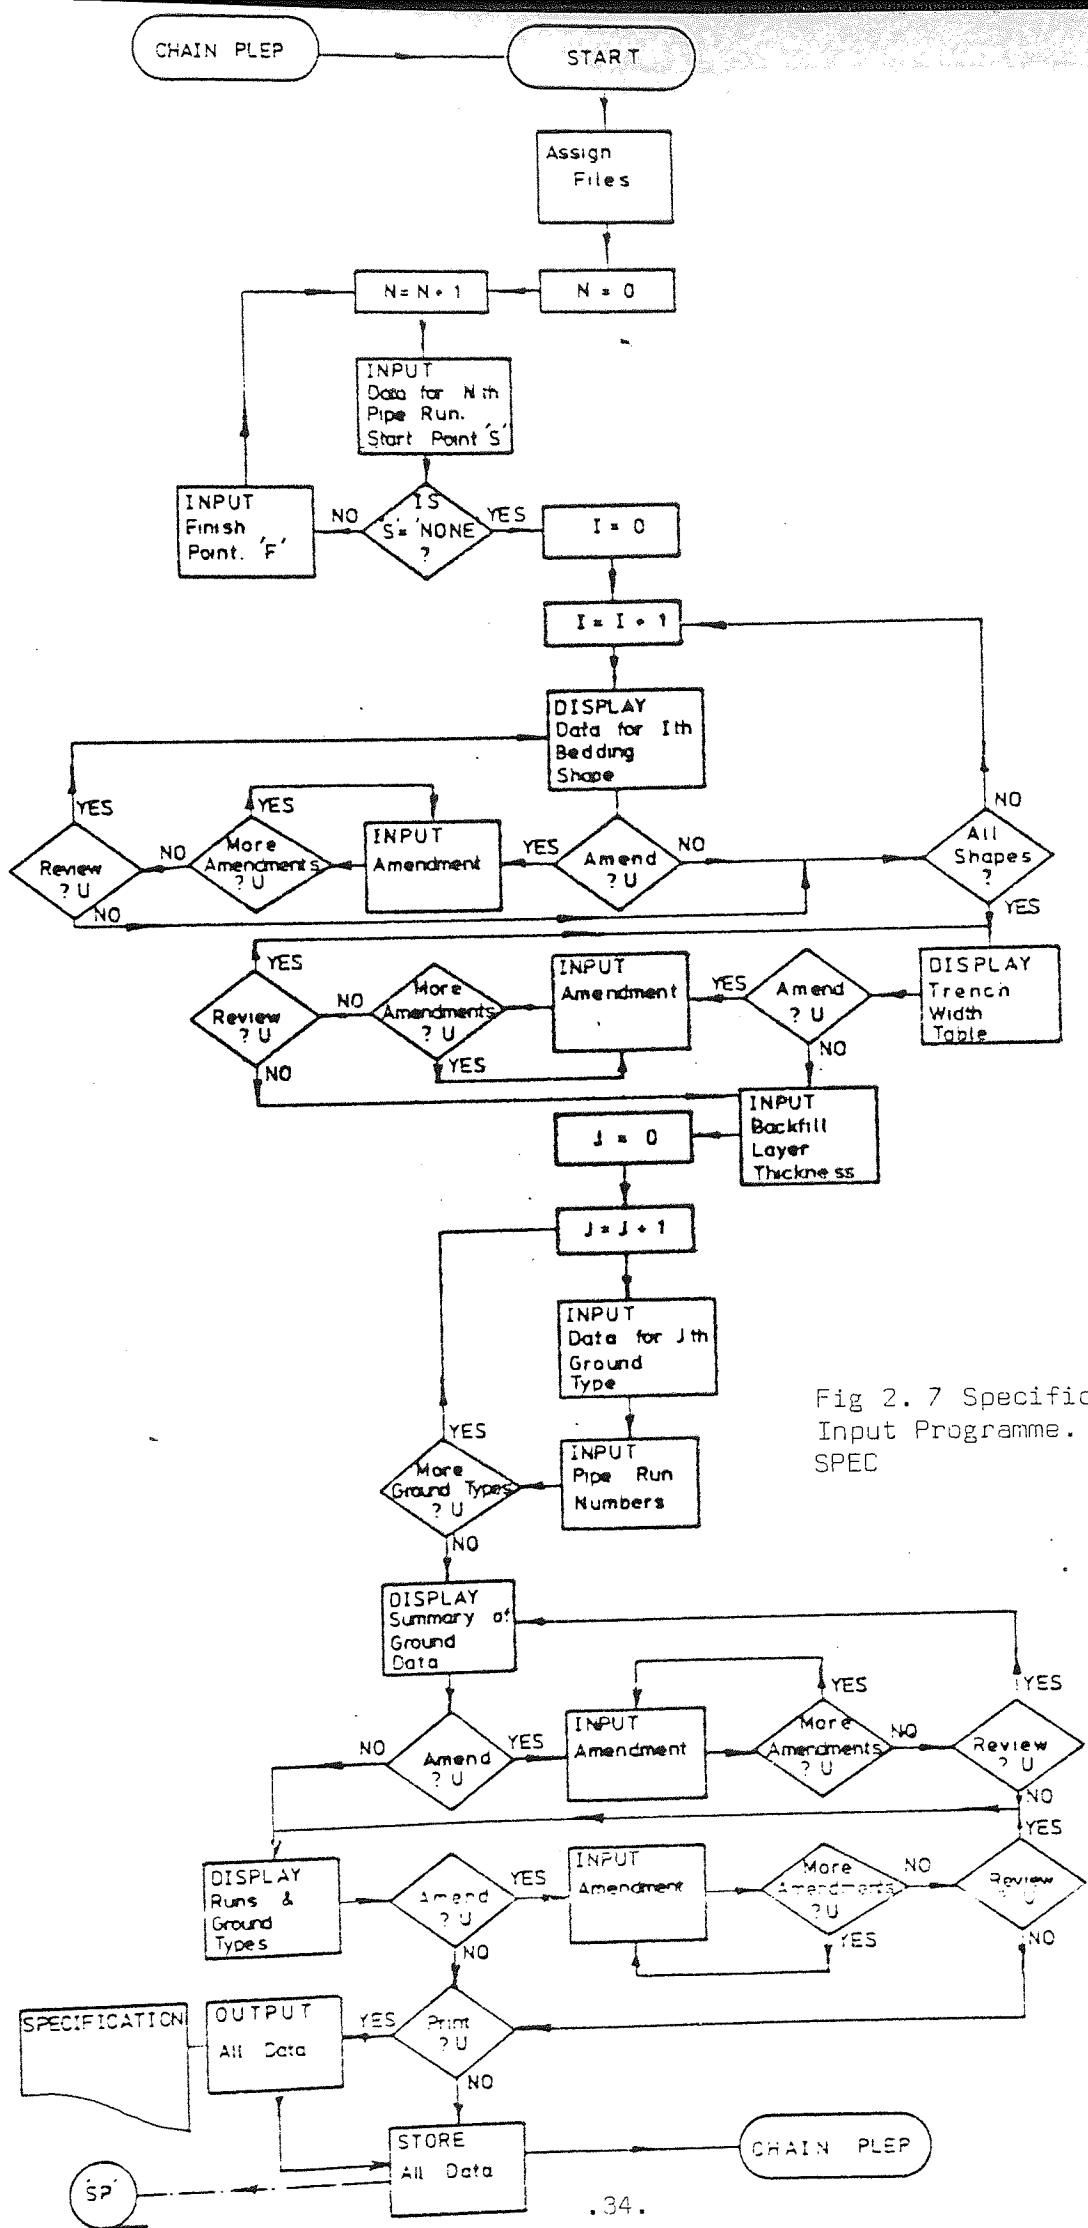 CHAIN PLEP
START
Assign
Files
N = N + 1
N = 0
INPUT
Data for Nth
Pipe Run.
Start Point 'S'
INPUT
Finish
Point. 'F'
NO
IS
'S'= 'NONE
?
YES
I = 0
I = I + 1
DISPLAY
Data for Ith
Bedding
Shape
YES
YES
NO
Review
? U
NO
More
Amendments
? U
INPUT
Amendment
YES
Amend
? U
NO
All
Shapes
?
NO
YES
YES
Review
? U
NO
More
Amendments
? U
INPUT
Amendment
YES
Amend
? U
DISPLAY
Trench
Width
Table
NO
YES
NO
J = 0
INPUT
Backfill
Layer
Thickness
J = J + 1
INPUT
Data for Jth
Ground
Type
Fig 2.7 Specific
Input Programme.
SPEC
YES
More
Ground Types
? U
INPUT
Pipe Run
Numbers
NO
DISPLAY
Summary of
Ground
Data
YES
YES
NO
Amend
? U
YES
INPUT
Amendment
More
Amendments
? U
NO
Review
? U
NO
YES
DISPLAY
Runs &
Ground
Types
Amend
? U
YES
INPUT
Amendment
More
Amendments
? U
NO
Review
? U
NO
YES
NO
SPECIFICATION
OUTPUT
All Data
YES
Print
? U
NO
STORE
All Data
CHAIN PLEP
'SP'
.34.